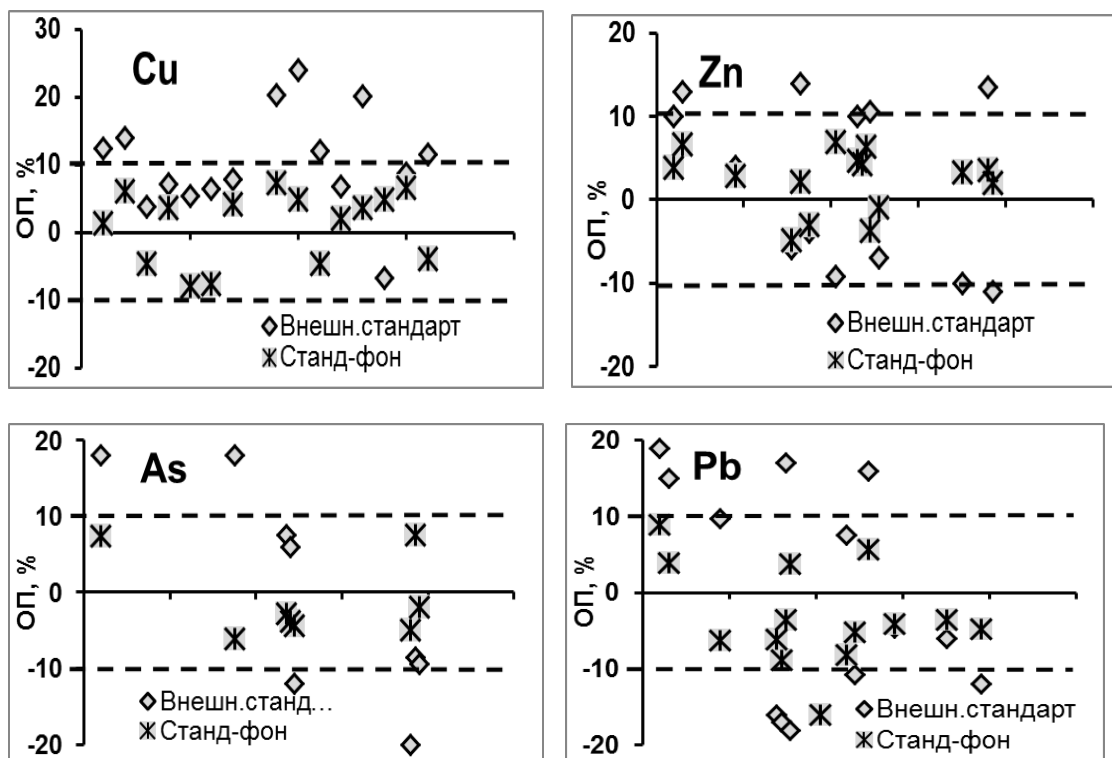 Cu
ОП, %
30
20
10
0
-10
-20
Внешн.стандарт
Станд-фон
Zn
ОП, %
20
10
0
-10
-20
Внешн.стандарт
Станд-фон
As
ОП, %
20
10
0
-10
-20
Внешн.станд…
Станд-фон
Pb
ОП, %
20
10
0
-10
-20
Внешн.стандарт
Станд-фон